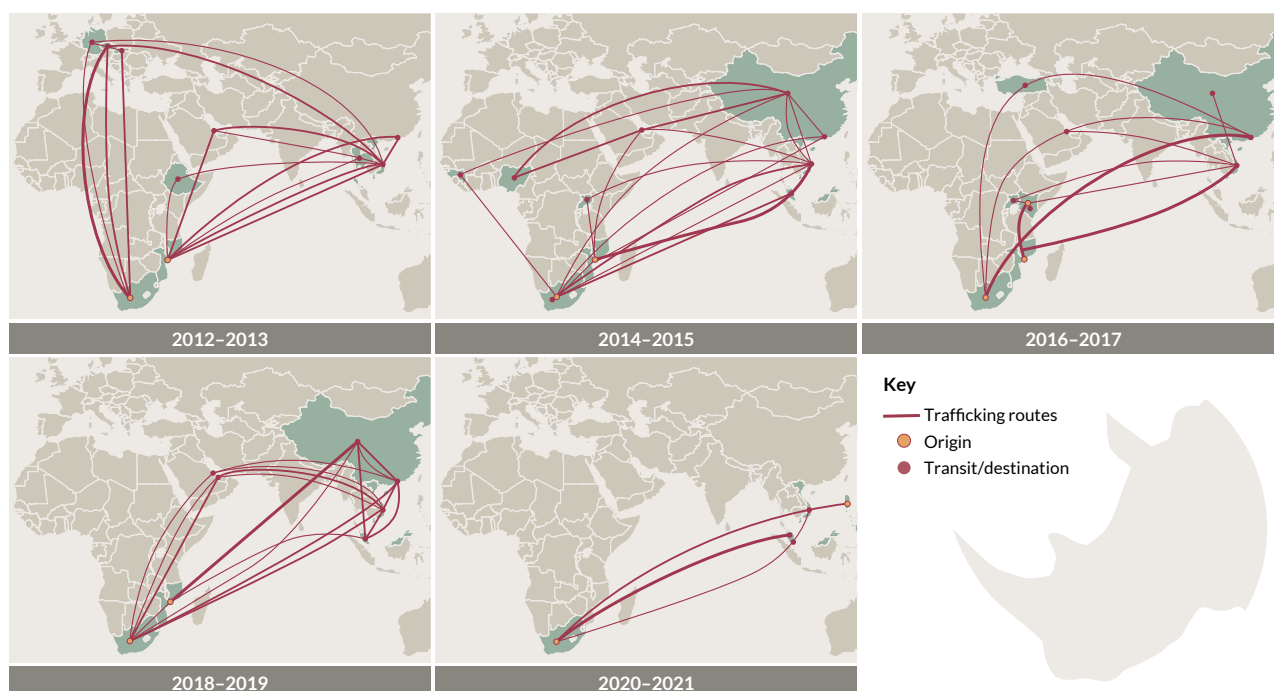 2012–2013
2014–2015
2016–2017
Key
Trafficking routes
Origin
Transit/destination
2018–2019
2020–2021